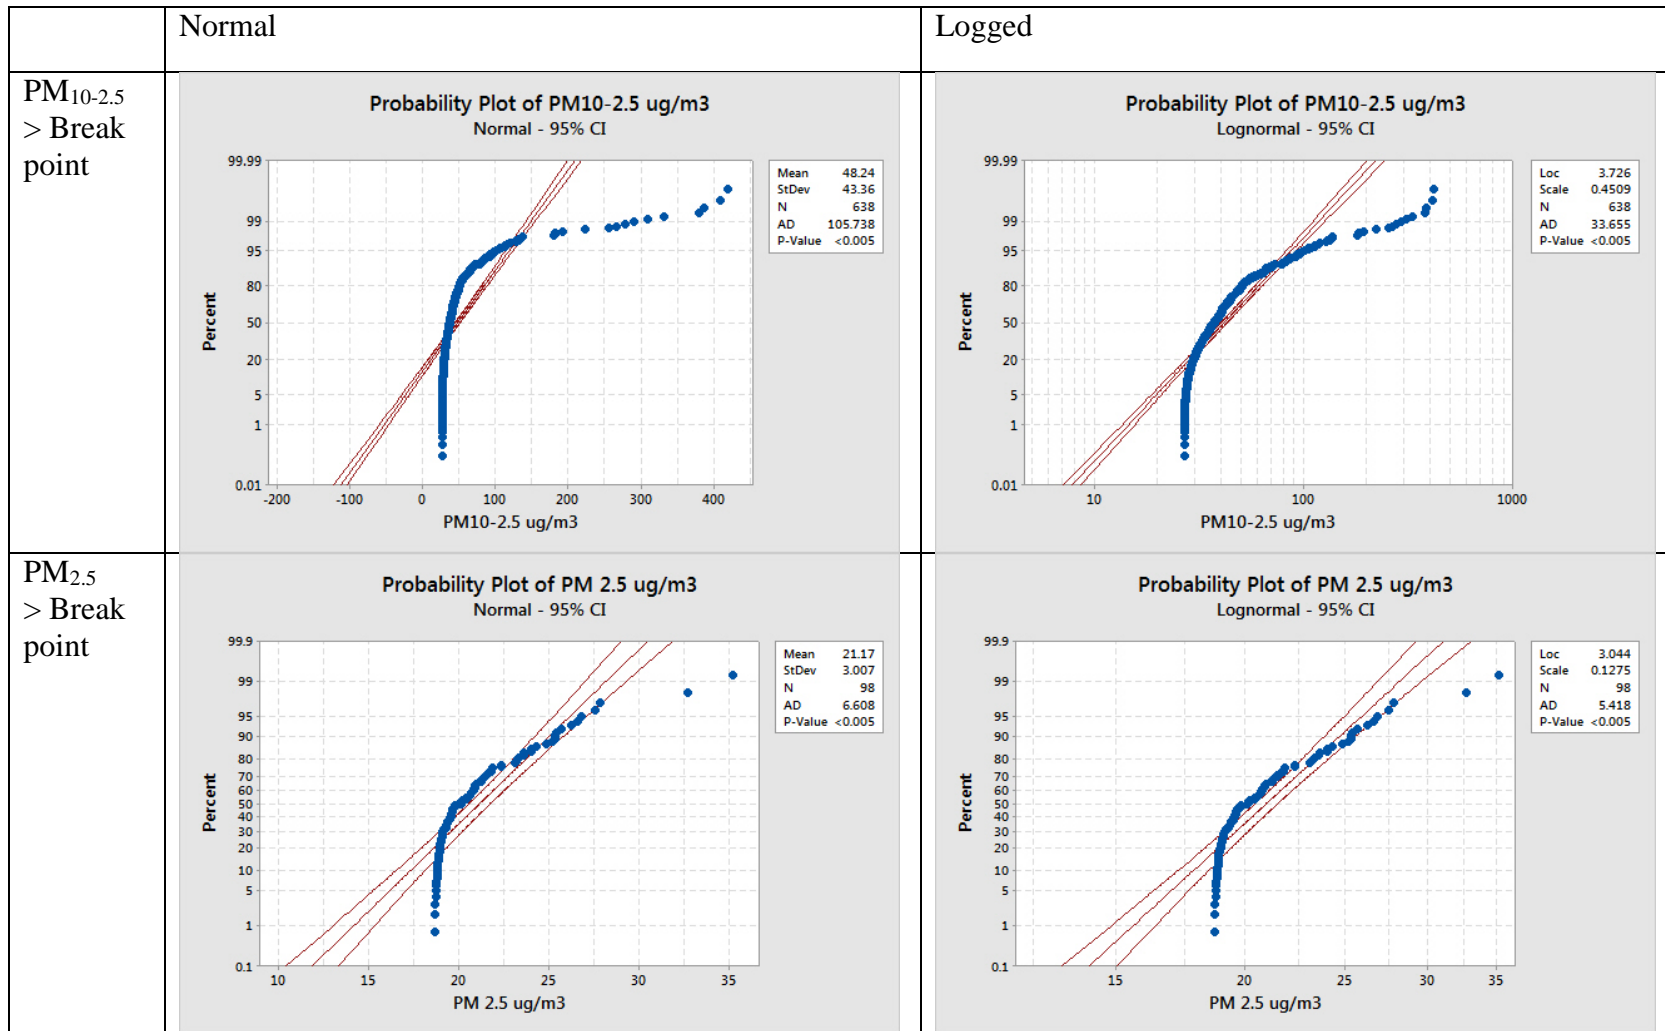 Normal
Logged
PM10-2.5
> Break
point
Probability Plot of PM10-2.5 ug/m3
Normal - 95% CI
99.99
99
95
80
50
20
5
1
0.01
Percent
-200 -100 0 100 200 300 400
PM10-2.5 ug/m3
Mean 48.24
StDev 43.36
N 638
AD 105.738
P-Value <0.005
Probability Plot of PM10-2.5 ug/m3
Lognormal - 95% CI
99.99
99
95
80
50
20
5
1
0.01
Percent
10 100 1000
PM10-2.5 ug/m3
Loc 3.726
Scale 0.4509
N 638
AD 33.655
P-Value <0.005
PM2.5
> Break
point
Probability Plot of PM 2.5 ug/m3
Normal - 95% CI
99.9
99
95
90
80
70
60
50
40
30
20
10
5
1
0.1
Percent
10 15 20 25 30 35
PM 2.5 ug/m3
Mean 21.17
StDev 3.007
N 98
AD 6.608
P-Value <0.005
Probability Plot of PM 2.5 ug/m3
Lognormal - 95% CI
99.9
99
95
90
80
70
60
50
40
30
20
10
5
1
0.1
Percent
15 20 25 30 35
PM 2.5 ug/m3
Loc 3.044
Scale 0.1275
N 98
AD 5.418
P-Value <0.005